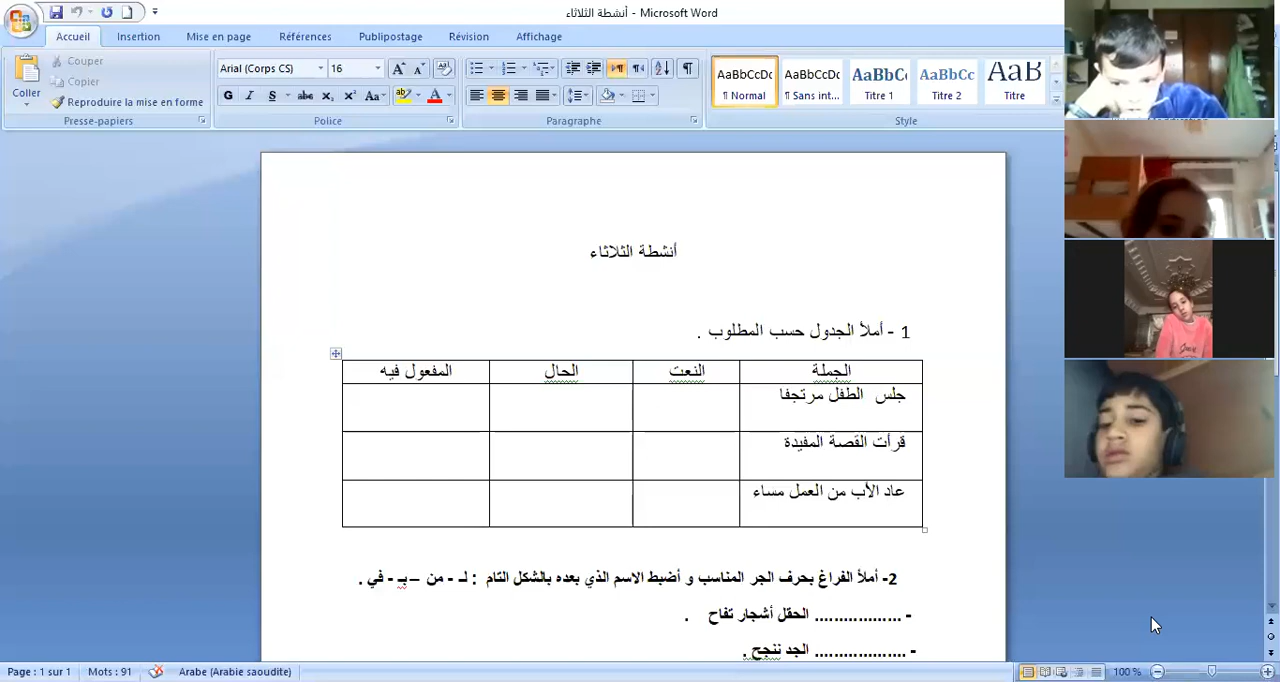 أنشطة الثلاثاء - Microsoft Word
Accueil Insertion Mise en page Références Publipostage Révision Affichage
Coller
Couper
Copier
Reproduire la mise en forme
Presse-papiers
Arial (Corps CS) 16
G I S abc x₂ x² Aa
Police
Paragraphe
AaBbCcDc AaBbCcDc AaBbC AaBbCc AaB
¶ Normal ¶ Sans int... Titre 1 Titre 2 Titre
Style
أنشطة الثلاثاء
1 - أملأ الجدول حسب المطلوب .
الجملة النعت الحال المفعول فيه
جلس الطفل مرتجفا
قرأت القصة المفيدة
عاد الأب من العمل مساء
2- أملأ الفراغ بحرف الجر المناسب و أضبط الاسم الذي بعده بالشكل التام : لـ - من – بـ - في .
- .................. الحقل أشجار تفاح .
- .................. الجد ننجح .
Page : 1 sur 1 Mots : 91 Arabe (Arabie saoudite) 100 %